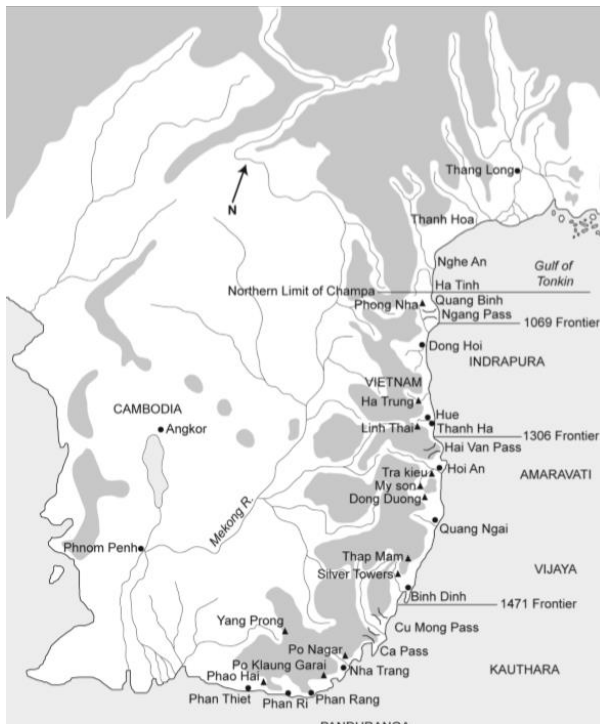 Thang Long
N
Thanh Hoa
Nghe An
Gulf of
Tonkin
Ha Tinh
Northern Limit of Champa
Quang Binh
Phong Nha
Ngang Pass
1069 Frontier
Dong Hoi
INDRAPURA
VIETNAM
CAMBODIA
Ha Trung
Hue
Angkor
Linh Thai
Thanh Ha
1306 Frontier
Hai Van Pass
Hoi An
Tra kieu
AMARAVATI
My son
Dong Duong
Mekong R.
Quang Ngai
Phnom Penh
Thap Mam
VIJAYA
Silver Towers
Binh Dinh
1471 Frontier
Yang Prong
Cu Mong Pass
Po Nagar
Ca Pass
Po Klaung Garai
Nha Trang
KAUTHARA
Phao Hai
Phan Thiet
Phan Ri
Phan Rang
PANDURANGA